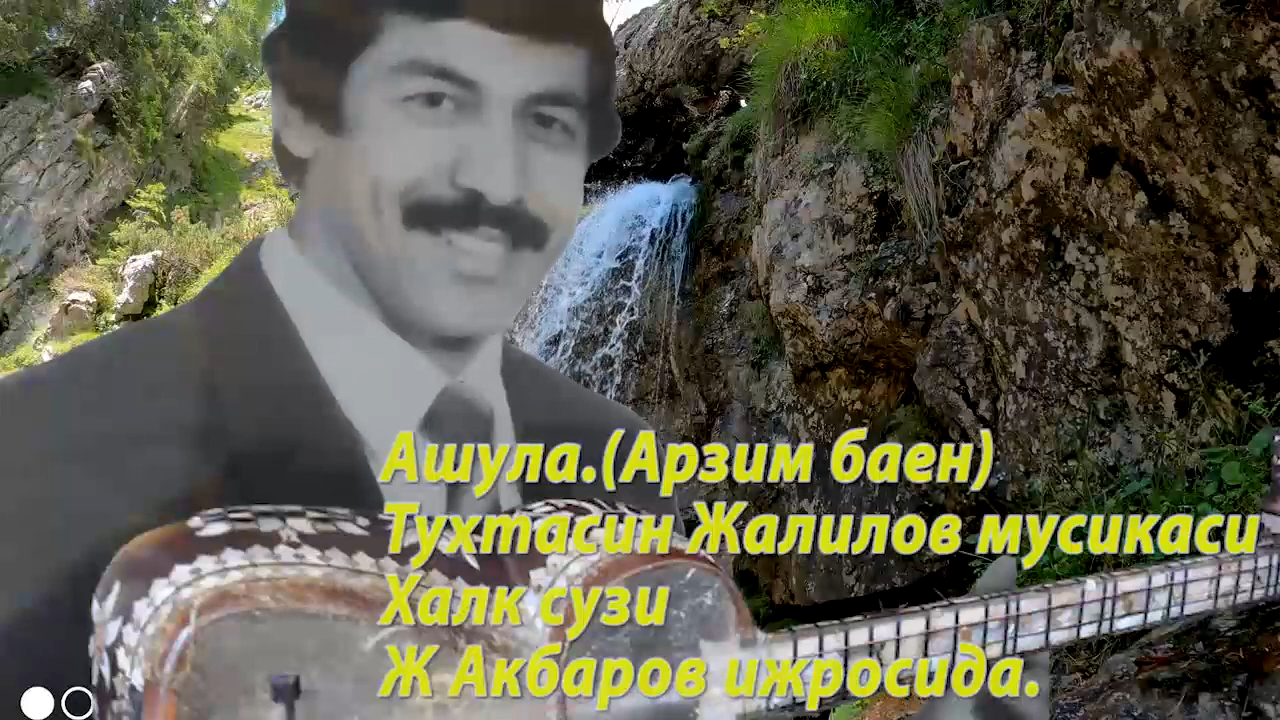 Ашула.(Арзим баен)
Тухтасин Жалилов мусикаси
Халк сузи
Ж Акбаров ижросида.